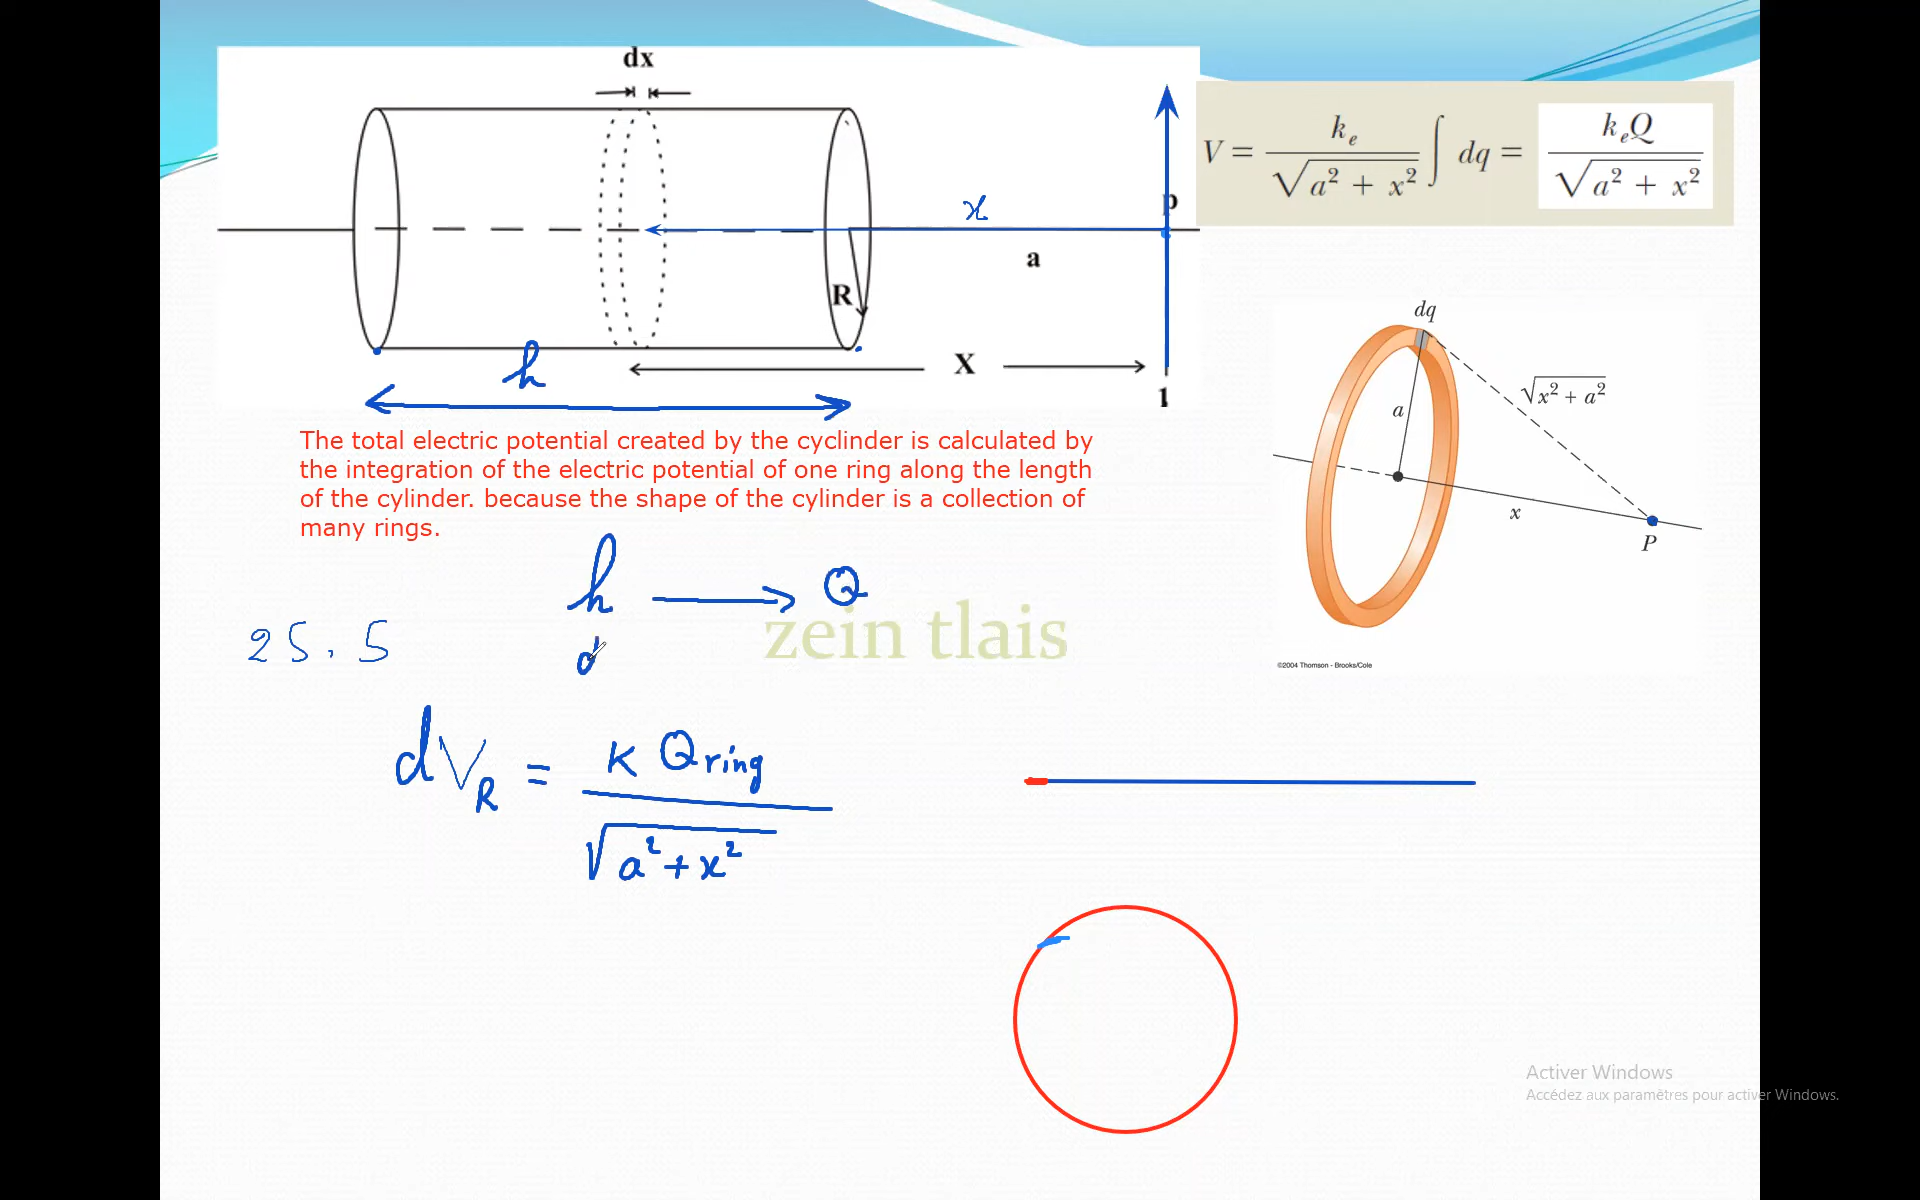 dx
V = k_e / √(a² + x²) ∫ dq = k_e Q / √(a² + x²)
x
p
a
R
h
X
1
dq
√(x² + a²)
a
x
P
©2004 Thomson - Brooks/Cole
The total electric potential created by the cyclinder is calculated by
the integration of the electric potential of one ring along the length
of the cylinder. because the shape of the cylinder is a collection of
many rings.
h → Q
zein tlais
25.5
d
dV_R = K Q_ring / √(a² + x²)
Activer Windows
Accédez aux paramètres pour activer Windows.